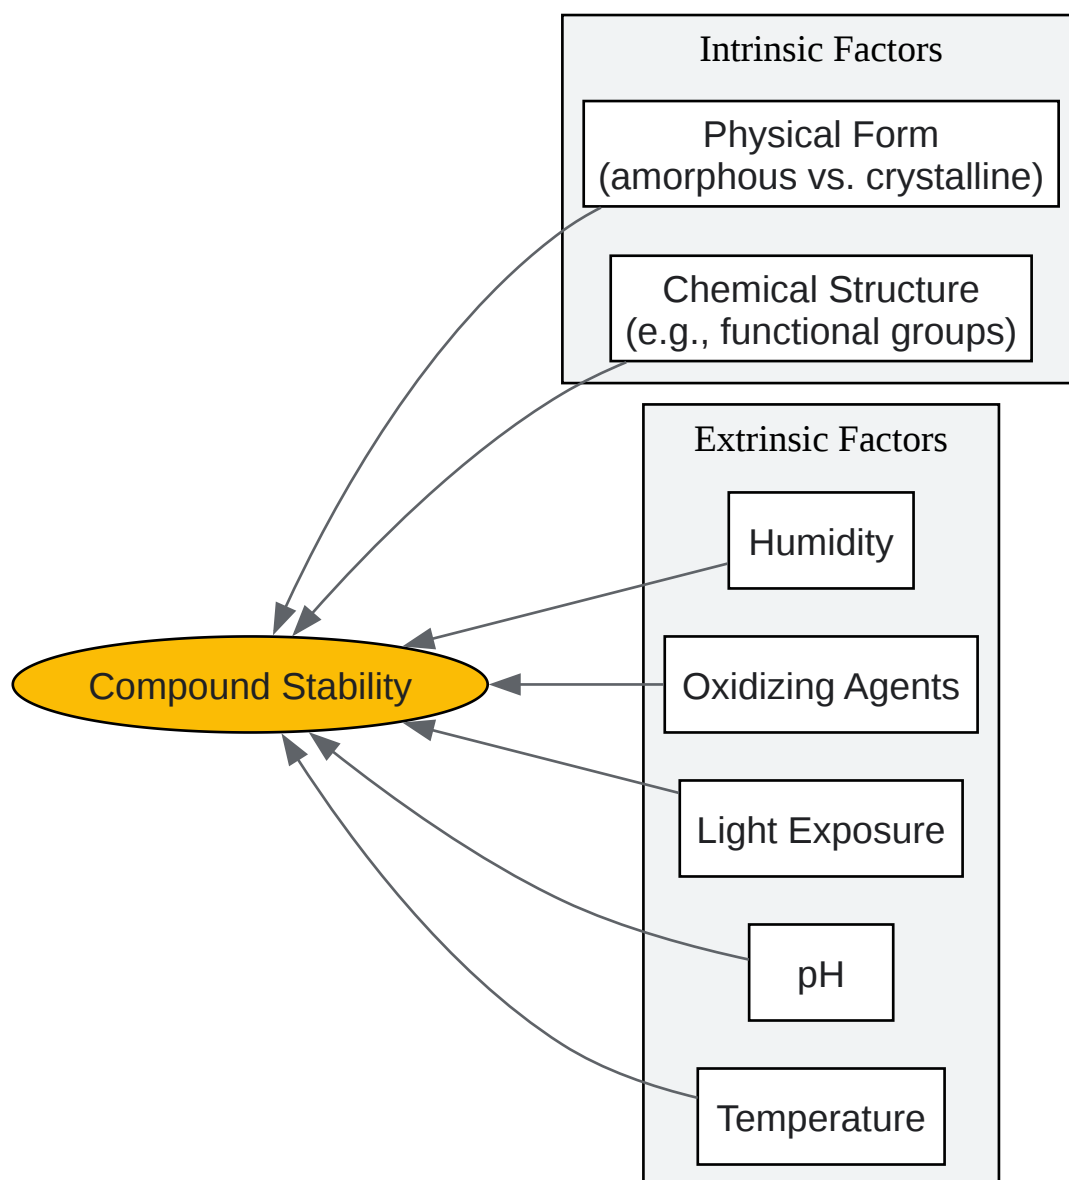 Intrinsic Factors
Physical Form
(amorphous vs. crystalline)
Chemical Structure
(e.g., functional groups)
Extrinsic Factors
Humidity
Oxidizing Agents
Compound Stability
Light Exposure
pH
Temperature